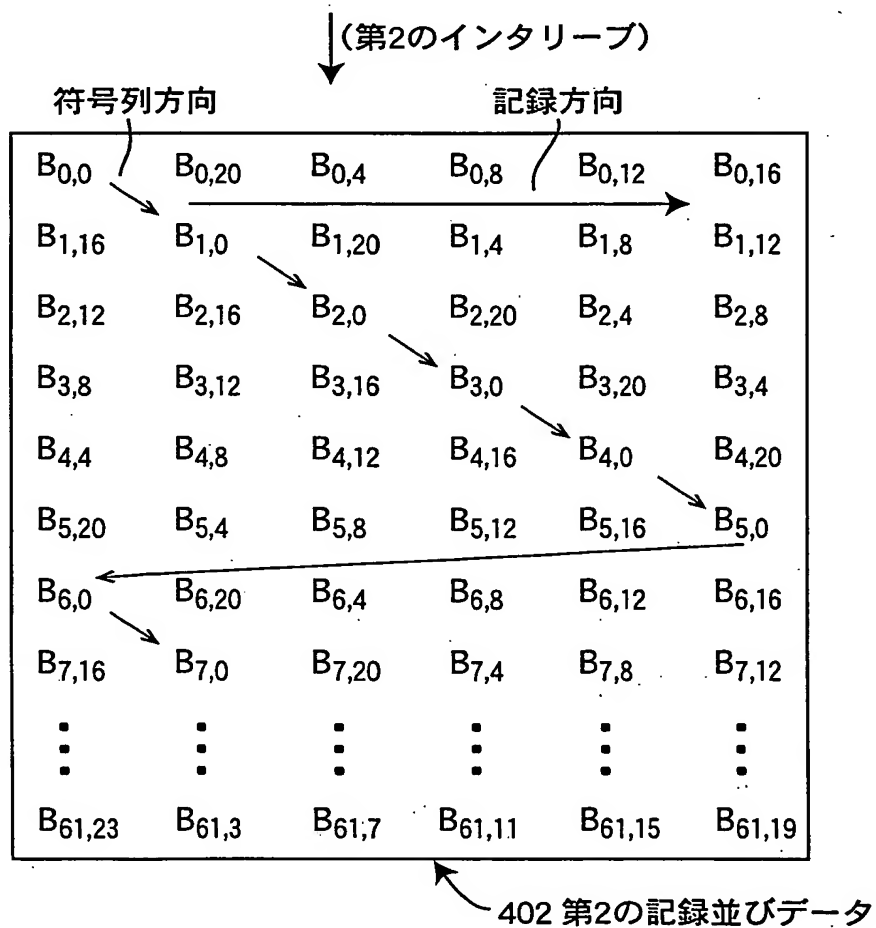 (第2のインタリーブ)
符号列方向 記録方向
B0,0 B0,20 B0,4 B0,8 B0,12 B0,16
B1,16 B1,0 B1,20 B1,4 B1,8 B1,12
B2,12 B2,16 B2,0 B2,20 B2,4 B2,8
B3,8 B3,12 B3,16 B3,0 B3,20 B3,4
B4,4 B4,8 B4,12 B4,16 B4,0 B4,20
B5,20 B5,4 B5,8 B5,12 B5,16 B5,0
B6,0 B6,20 B6,4 B6,8 B6,12 B6,16
B7,16 B7,0 B7,20 B7,4 B7,8 B7,12
B61,23 B61,3 B61,7 B61,11 B61,15 B61,19
402 第2の記録並びデータ